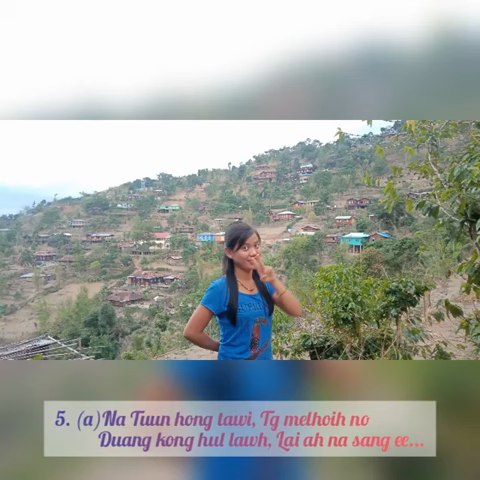 5. (a)Na Tuun hong lawi, Tg melhoih no
Duang kong hul lawh, Lai ah na sang ee...